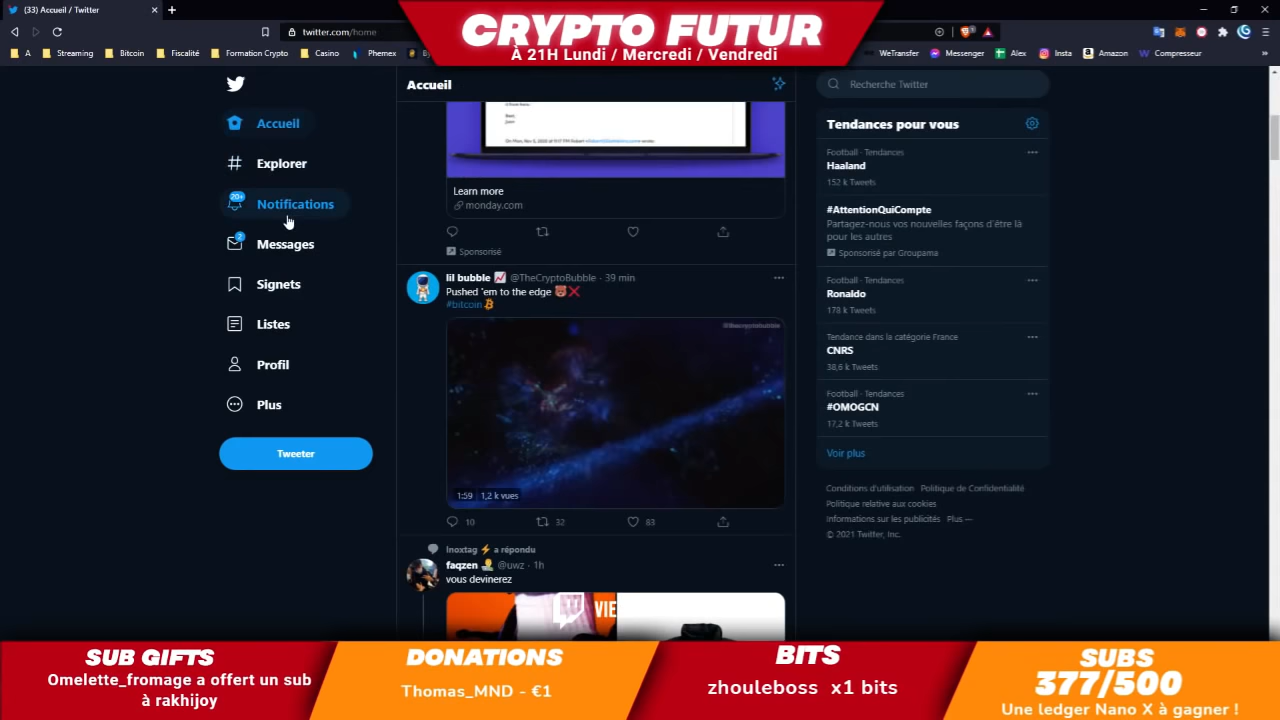 (33) Accueil / Twitter
twitter.com/home
A
Streaming
Bitcoin
Fiscalité
Formation Crypto
Casino
Phemex
WeTransfer
Messenger
Alex
Insta
Amazon
Compresseur
CRYPTO FUTUR
À 21H Lundi / Mercredi / Vendredi
Accueil
Explorer
20+
Notifications
2
Messages
Signets
Listes
Profil
Plus
Tweeter
Accueil
Learn more
monday.com
Sponsorisé
lil bubble @TheCryptoBubble · 39 min
Pushed 'em to the edge
#bitcoin
@thecryptobubble
1:59 1,2 k vues
10 32 83
Inoxtag a répondu
faqzen @uwz · 1h
vous devinerez
VIE
Recherche Twitter
Tendances pour vous
Football · Tendances
Haaland
152 k Tweets
#AttentionQuiCompte
Partagez-nous vos nouvelles façons d'être là
pour les autres
Sponsorisé par Groupama
Football · Tendances
Ronaldo
178 k Tweets
Tendance dans la catégorie France
CNRS
38,6 k Tweets
Football · Tendances
#OMOGCN
17,2 k Tweets
Voir plus
Conditions d'utilisation Politique de Confidentialité
Politique relative aux cookies
Informations sur les publicités Plus
© 2021 Twitter, Inc.
SUB GIFTS
Omelette_fromage a offert un sub
à rakhijoy
DONATIONS
Thomas_MND - €1
BITS
zhouleboss x1 bits
SUBS
377/500
Une ledger Nano X à gagner !